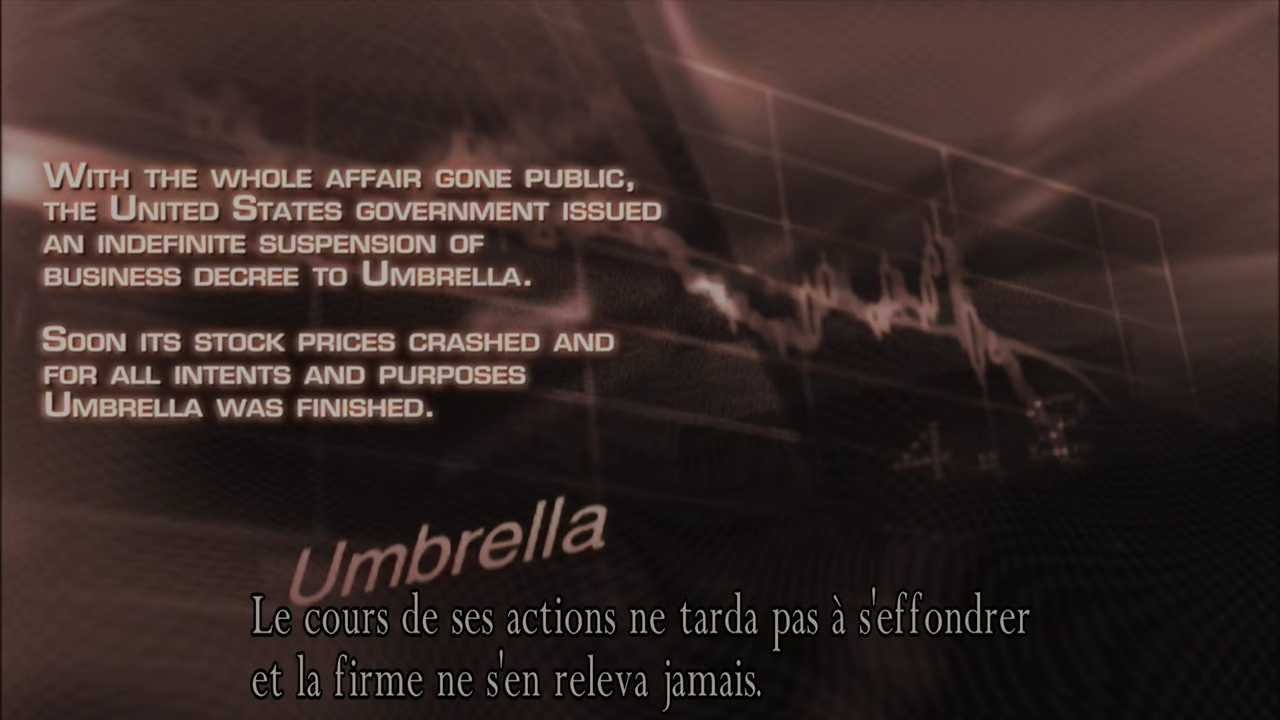 With the whole affair gone public,
the United States government issued
an indefinite suspension of
business decree to Umbrella.
Soon its stock prices crashed and
for all intents and purposes
Umbrella was finished.
Umbrella
Le cours de ses actions ne tarda pas à s'effondrer
et la firme ne s'en releva jamais.